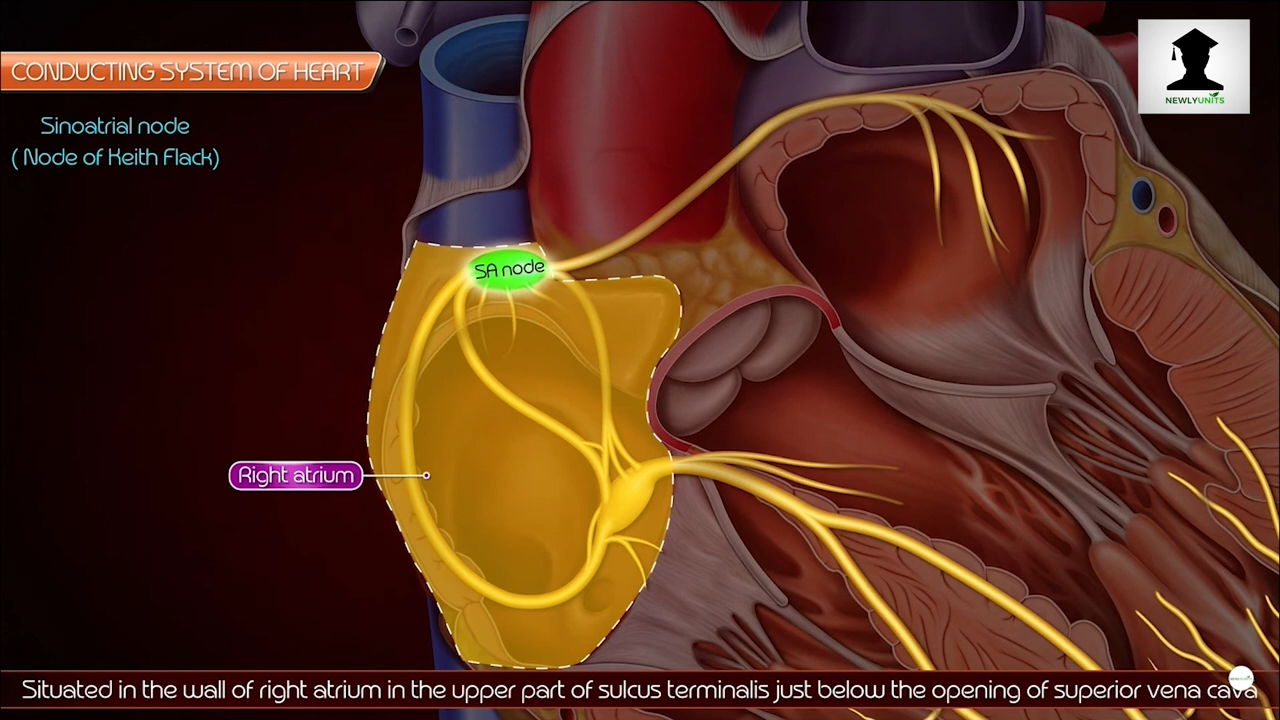 NEWLYUNITS
CONDUCTING SYSTEM OF HEART
Sinoatrial node
( Node of Keith Flack)
SA node
Right atrium
Situated in the wall of right atrium in the upper part of sulcus terminalis just below the opening of superior vena cava